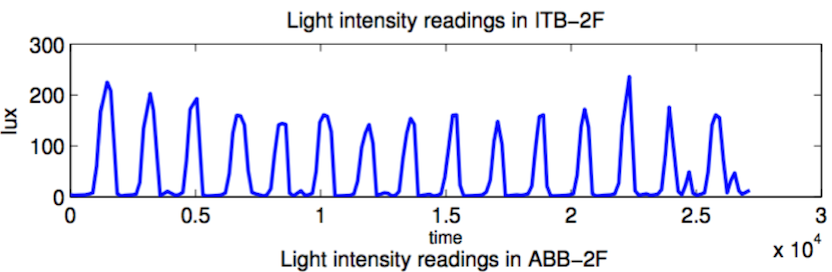 Light intensity readings in ITB−2F
300
200
100
0
lux
0 0.5 1 1.5 2 2.5 3
time
x 10^4
Light intensity readings in ABB−2F